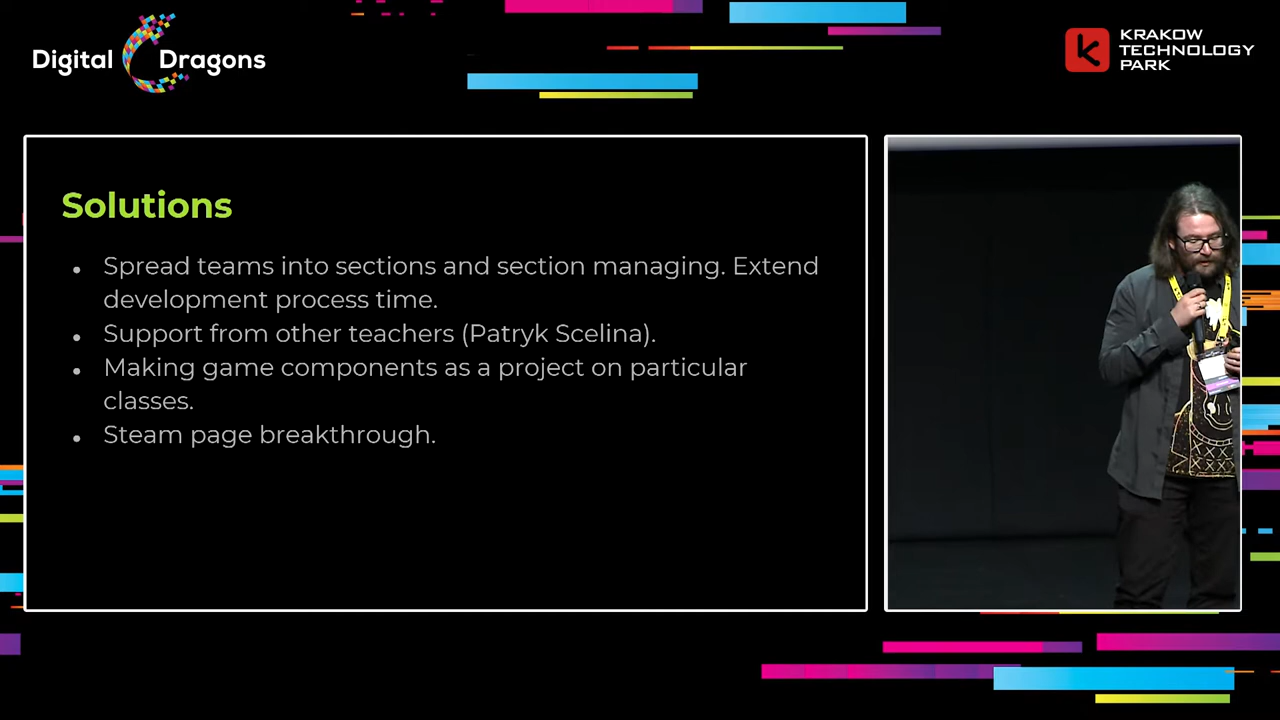 Digital Dragons
KRAKOW
TECHNOLOGY
PARK
Solutions
Spread teams into sections and section managing. Extend
development process time.
Support from other teachers (Patryk Scelina).
Making game components as a project on particular
classes.
Steam page breakthrough.